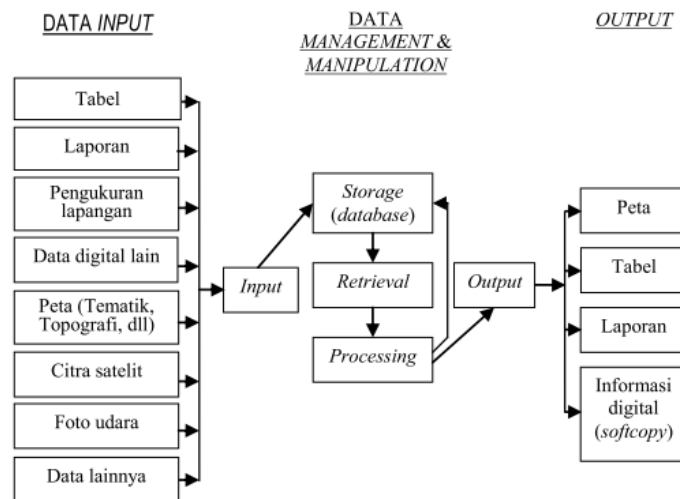 DATA INPUT
DATA
MANAGEMENT &
MANIPULATION
OUTPUT
Tabel
Laporan
Pengukuran
lapangan
Data digital lain
Peta (Tematik,
Topografi, dll)
Citra satelit
Foto udara
Data lainnya
Input
Storage
(database)
Retrieval
Processing
Output
Peta
Tabel
Laporan
Informasi
digital
(softcopy)